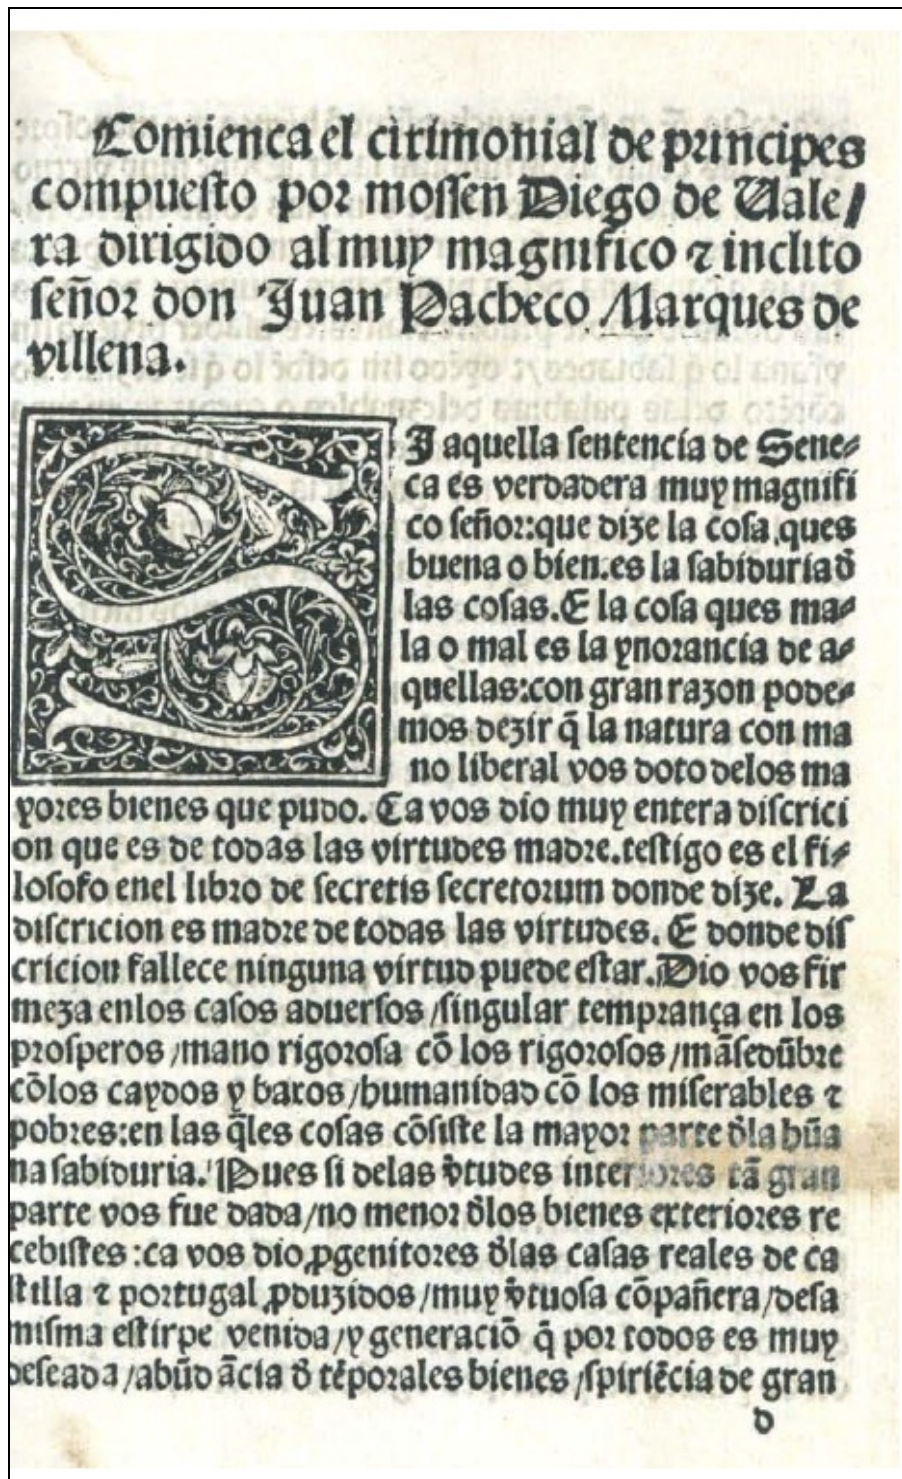 Comienca el cirimonial de principes
compuesto por mossen Diego de Uale/
ra dirigido al muy magnifico ⁊ inclito
señor don Juan Pacheco Marques de
villena.
SI aquella sentencia de Sene⸗
ca es verdadera muy magnifi
co señor:que dize la cosa ques
buena o bien.es la sabiduria d̃
las cosas.E la cosa ques ma⸗
la o mal es la ynorancia de a⸗
quellas:con gran razon pode⸗
mos dezir q̃ la natura con ma
no liberal vos doto delos ma
yores bienes que pudo. Ca vos dio muy entera discrici
on que es de todas las virtudes madre.testigo es el fi⸗
losofo enel libro de secretis secretorum donde dize. La
discricion es madre de todas las virtudes. E donde dis
cricion fallece ninguna virtud puede estar. Dio vos fir
meza enlos casos aduersos /singular temprança en los
prosperos /mano rigorosa cõ los rigorosos /mãsedũbre
cõlos caydos y baxos /humanidad cõ los miserables ⁊
pobres:en las q̃les cosas cõsiste la mayor parte d̃la hũa
na sabiduria. Pues si delas ṽtudes interiores tã gran
parte vos fue dada/no menor d̃los bienes exteriores re
cebistes :ca vos dio ꝓgenitores d̃las casas reales de ca
stilla ⁊ portugal ꝓduzidos /muy ṽtuosa cõpañera /desa
misma estirpe venida /y generaciõ q̃ por todos es muy
deseada /abũdãcia d̃ tẽporales bienes /spiriẽcia de gran
d